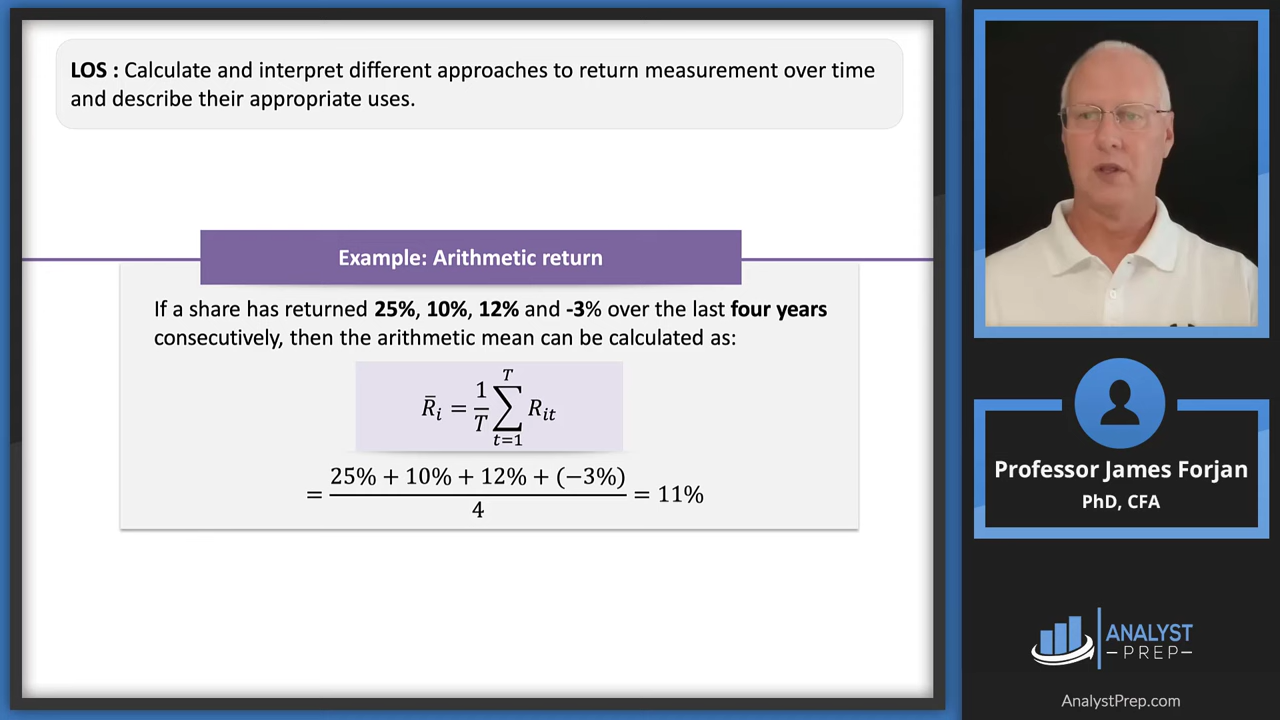 LOS : Calculate and interpret different approaches to return measurement over time
and describe their appropriate uses.
Example: Arithmetic return
If a share has returned 25%, 10%, 12% and -3% over the last four years
consecutively, then the arithmetic mean can be calculated as:
R̄ᵢ = 1/T ∑ₜ₌₁ᵀ Rᵢₜ
= (25% + 10% + 12% + (−3%))/4 = 11%
Professor James Forjan
PhD, CFA
ANALYST
PREP
AnalystPrep.com